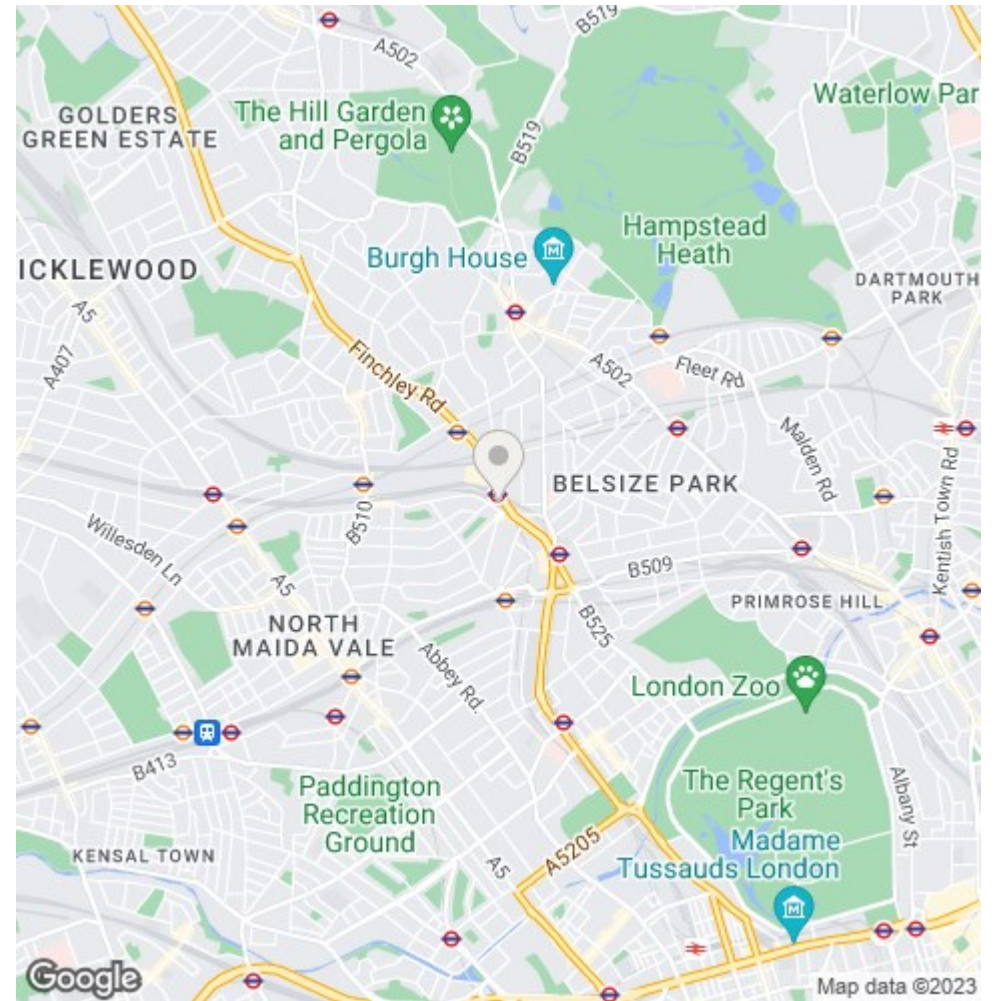 B519
A502
GOLDERS
GREEN ESTATE
The Hill Garden
and Pergola
B519
Waterlow Par
Hampstead
Heath
Burgh House
ICKLEWOOD
DARTMOUTH
PARK
A5
A407
Finchley Rd
A502
Fleet Rd
Malden Rd
Kentish Town Rd
BELSIZE PARK
B510
Willesden Ln
A5
B509
PRIMROSE HILL
B525
NORTH
MAIDA VALE
Abbey Rd.
London Zoo
B413
The Regent's
Park
Albany St
Paddington
Recreation
Ground
Madame
Tussauds London
A5205
A5
KENSAL TOWN
Google
Map data ©2023